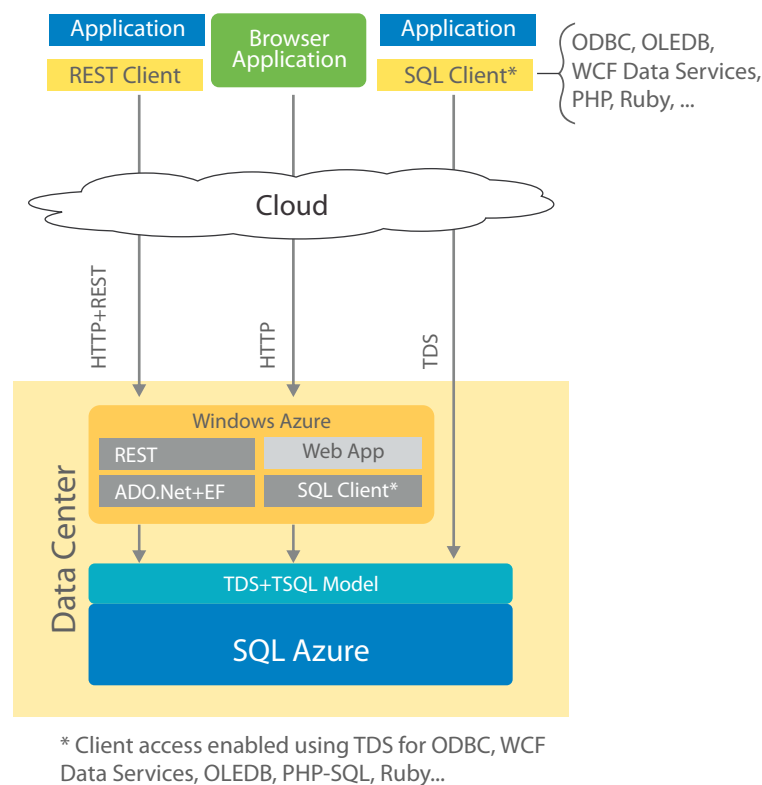 Application
REST Client
Browser
Application
Application
SQL Client*
ODBC, OLEDB,
WCF Data Services,
PHP, Ruby, ...
Cloud
HTTP+REST
HTTP
TDS
Data Center
Windows Azure
REST
Web App
ADO.Net+EF
SQL Client*
TDS+TSQL Model
SQL Azure
* Client access enabled using TDS for ODBC, WCF
Data Services, OLEDB, PHP-SQL, Ruby...